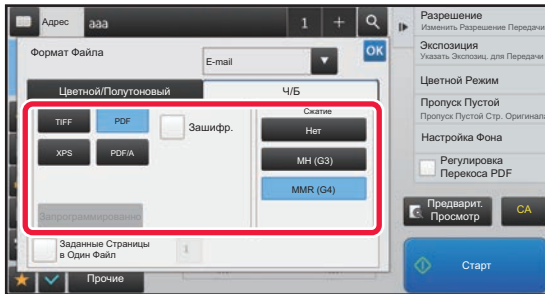 Адрес
aaa
1
Формат Файла
E-mail
OK
Цветной/Полутоновый
Ч/Б
TIFF
PDF
Зашифр.
XPS
PDF/A
Запрограммированно
Сжатие
Нет
MH (G3)
MMR (G4)
Заданные Страницы
в Один Файл
1
Прочие
Разрешение
Изменить Разрешение Передачи
Экспозиция
Указать Экспозиц. для Передачи
Цветной Режим
Пропуск Пустой
Пропуск Пустой Стр. Оригинала
Настройка Фона
Регулировка
Перекоса PDF
Предварит.
Просмотр
CA
Старт